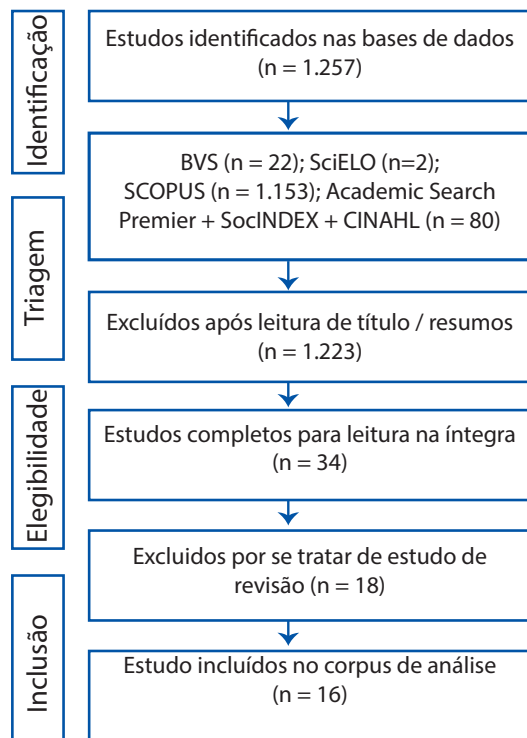 Identificação
Estudos identificados nas bases de dados
(n = 1.257)
BVS (n = 22); SciELO (n=2);
SCOPUS (n = 1.153); Academic Search
Premier + SocINDEX + CINAHL (n = 80)
Triagem
Excluídos após leitura de título / resumos
(n = 1.223)
Elegibilidade
Estudos completos para leitura na íntegra
(n = 34)
Excluidos por se tratar de estudo de
revisão (n = 18)
Inclusão
Estudo incluídos no corpus de análise
(n = 16)